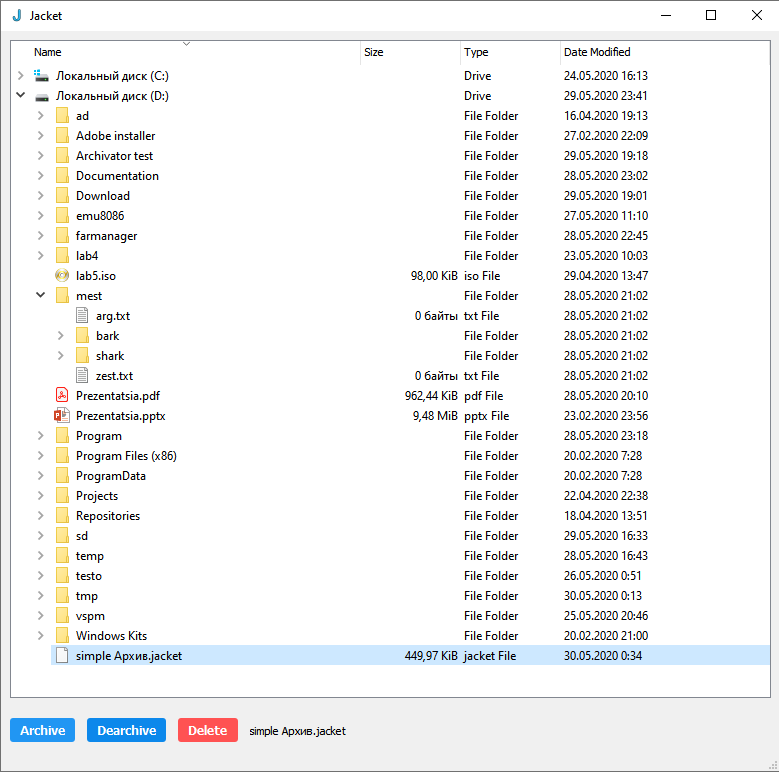 Jacket
Name Size Type Date Modified
Локальный диск (C:) Drive 24.05.2020 16:13
Локальный диск (D:) Drive 29.05.2020 23:41
ad File Folder 16.04.2020 19:13
Adobe installer File Folder 27.02.2020 22:09
Archivator test File Folder 29.05.2020 19:18
Documentation File Folder 28.05.2020 23:02
Download File Folder 29.05.2020 19:01
emu8086 File Folder 27.05.2020 11:10
farmanager File Folder 28.05.2020 22:45
lab4 File Folder 23.05.2020 10:03
lab5.iso 98,00 KiB iso File 29.04.2020 13:47
mest File Folder 28.05.2020 21:02
arg.txt 0 байты txt File 28.05.2020 21:02
bark File Folder 28.05.2020 21:02
shark File Folder 28.05.2020 21:02
zest.txt 0 байты txt File 28.05.2020 21:02
Prezentatsia.pdf 962,44 KiB pdf File 28.05.2020 20:10
Prezentatsia.pptx 9,48 MiB pptx File 23.02.2020 23:56
Program File Folder 28.05.2020 23:18
Program Files (x86) File Folder 20.02.2020 7:28
ProgramData File Folder 20.02.2020 7:28
Projects File Folder 22.04.2020 22:38
Repositories File Folder 18.04.2020 13:51
sd File Folder 29.05.2020 16:33
temp File Folder 28.05.2020 16:43
testo File Folder 26.05.2020 0:51
tmp File Folder 30.05.2020 0:13
vspm File Folder 25.05.2020 20:46
Windows Kits File Folder 20.02.2020 21:00
simple Архив.jacket 449,97 KiB jacket File 30.05.2020 0:34
Archive Dearchive Delete simple Архив.jacket